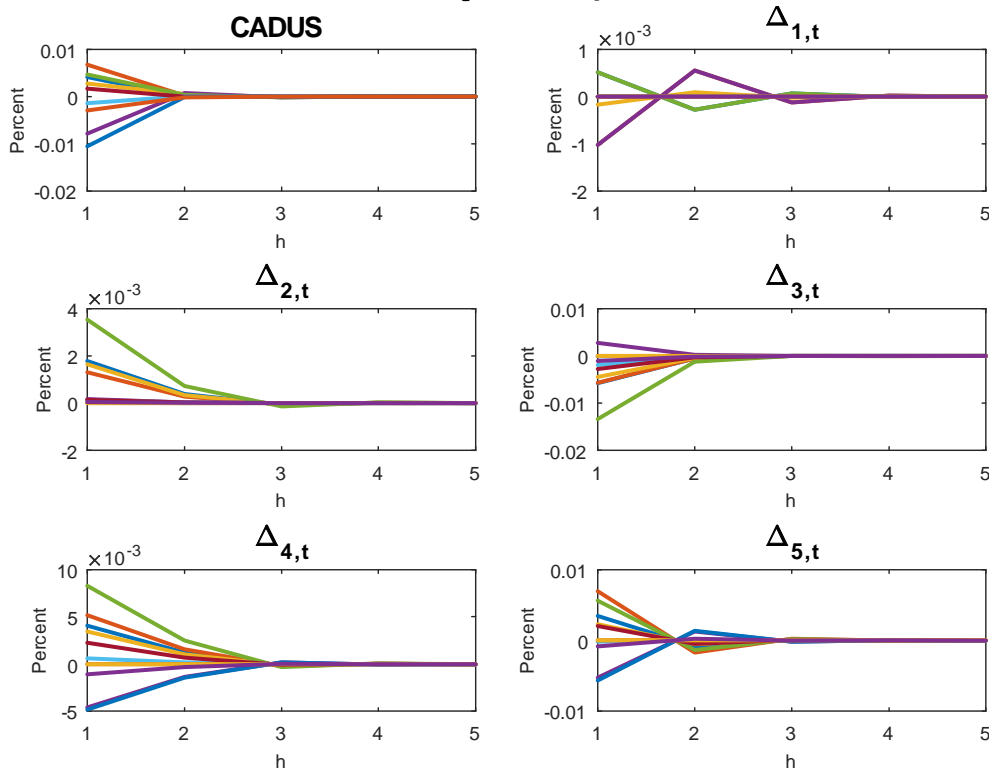 CADUS
0.01
0
-0.01
-0.02
Percent
1 2 3 4 5
h
Δ1,t
×10-3
1
0
-1
-2
Percent
1 2 3 4 5
h
Δ2,t
×10-3
4
2
0
-2
Percent
1 2 3 4 5
h
Δ3,t
0.01
0
-0.01
-0.02
Percent
1 2 3 4 5
h
Δ4,t
×10-3
10
5
0
-5
Percent
1 2 3 4 5
h
Δ5,t
0.01
0
-0.01
Percent
1 2 3 4 5
h